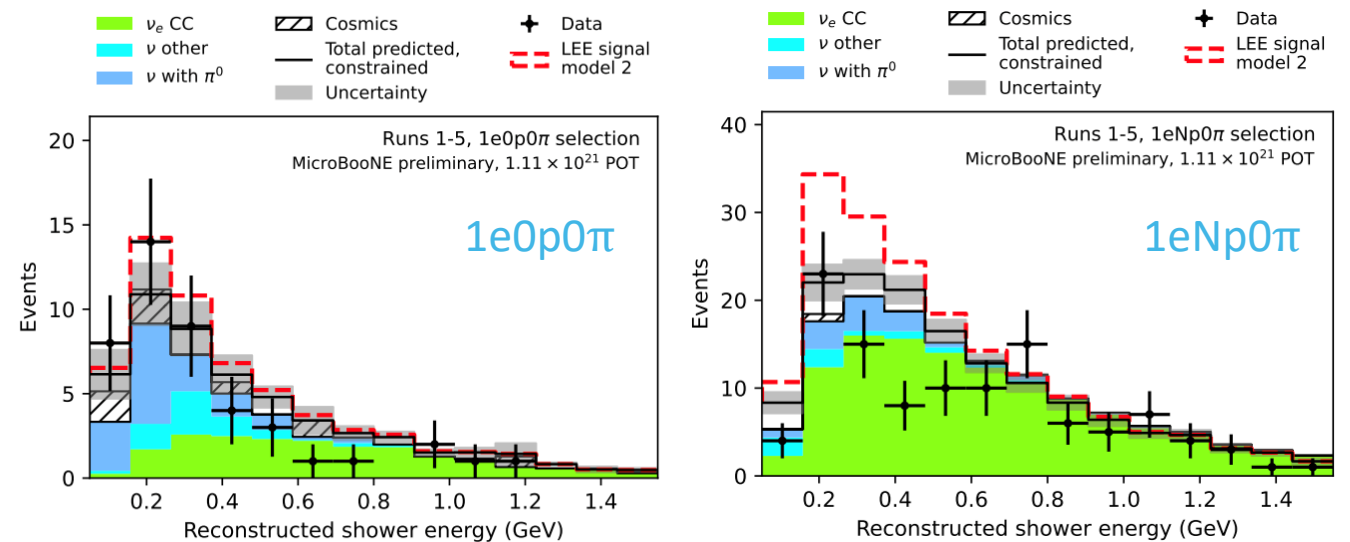 νₑ CC
ν other
ν with π⁰
Cosmics
Total predicted,
constrained
Uncertainty
Data
LEE signal
model 2
Runs 1-5, 1e0p0π selection
MicroBooNE preliminary, 1.11 × 10²¹ POT
1e0p0π
Events
20
15
10
5
0
0.2 0.4 0.6 0.8 1.0 1.2 1.4
Reconstructed shower energy (GeV)
νₑ CC
ν other
ν with π⁰
Cosmics
Total predicted,
constrained
Uncertainty
Data
LEE signal
model 2
Runs 1-5, 1eNp0π selection
MicroBooNE preliminary, 1.11 × 10²¹ POT
1eNp0π
Events
40
30
20
10
0
0.2 0.4 0.6 0.8 1.0 1.2 1.4
Reconstructed shower energy (GeV)